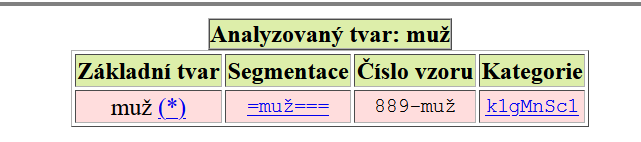 Analyzovaný tvar: muž
Základní tvar Segmentace Číslo vzoru Kategorie
muž (*) =muž=== 889-muž k1gMnSc1